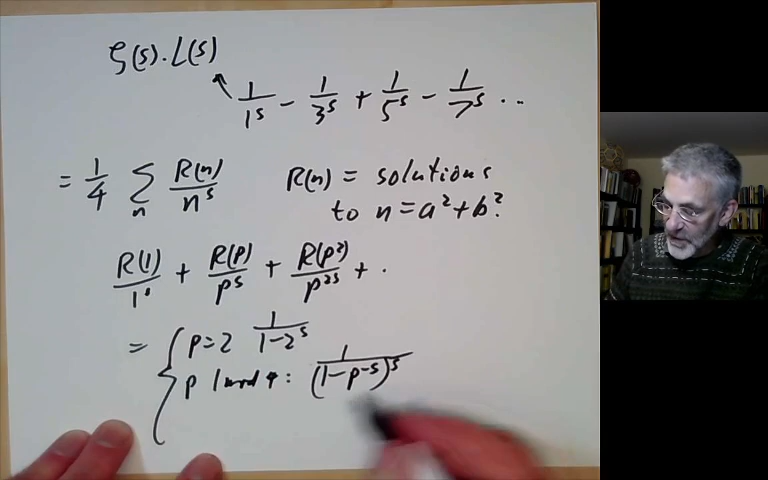 ζ(s). L(s)
1/1^s - 1/3^s + 1/5^s - 1/7^s ..
= 1/4 Σ_n R(n)/n^s R(n) = solutions
to n = a² + b².
R(1)/1^s + R(p)/p^s + R(p²)/p^2s + .
= { p = 2 1/(1-2^s)
p 1 mod 4 : 1/(1-p^-s)^s